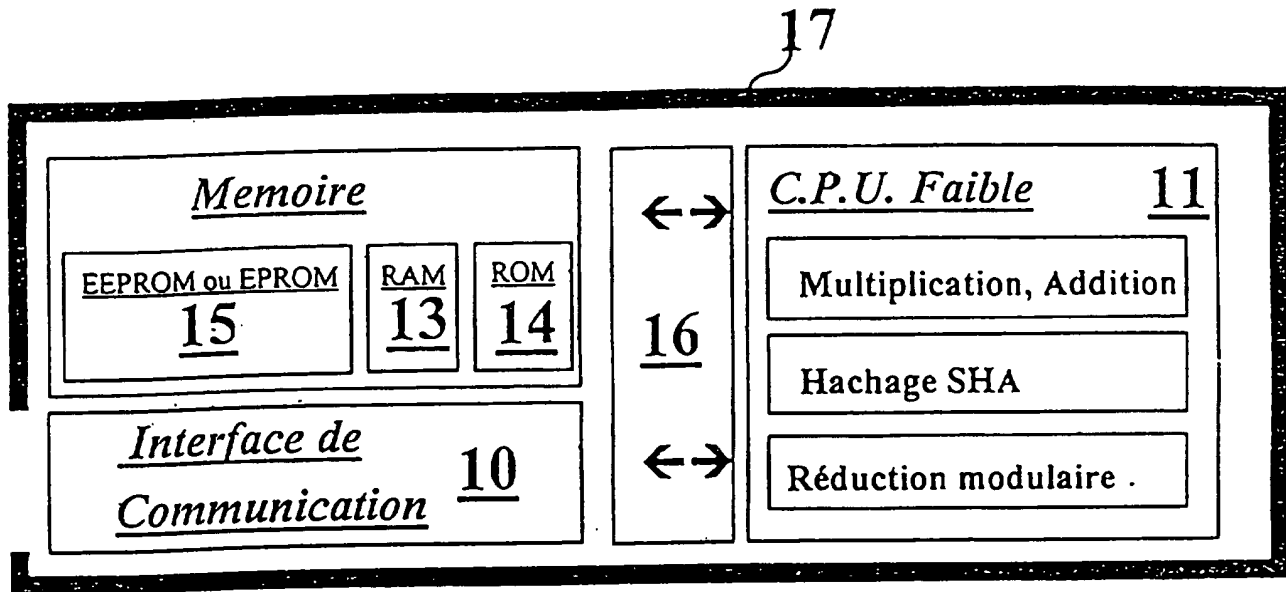 17
Memoire
EEPROM ou EPROM
15
RAM
13
ROM
14
Interface de
Communication
10
16
C.P.U. Faible
11
Multiplication, Addition
Hachage SHA
Réduction modulaire .